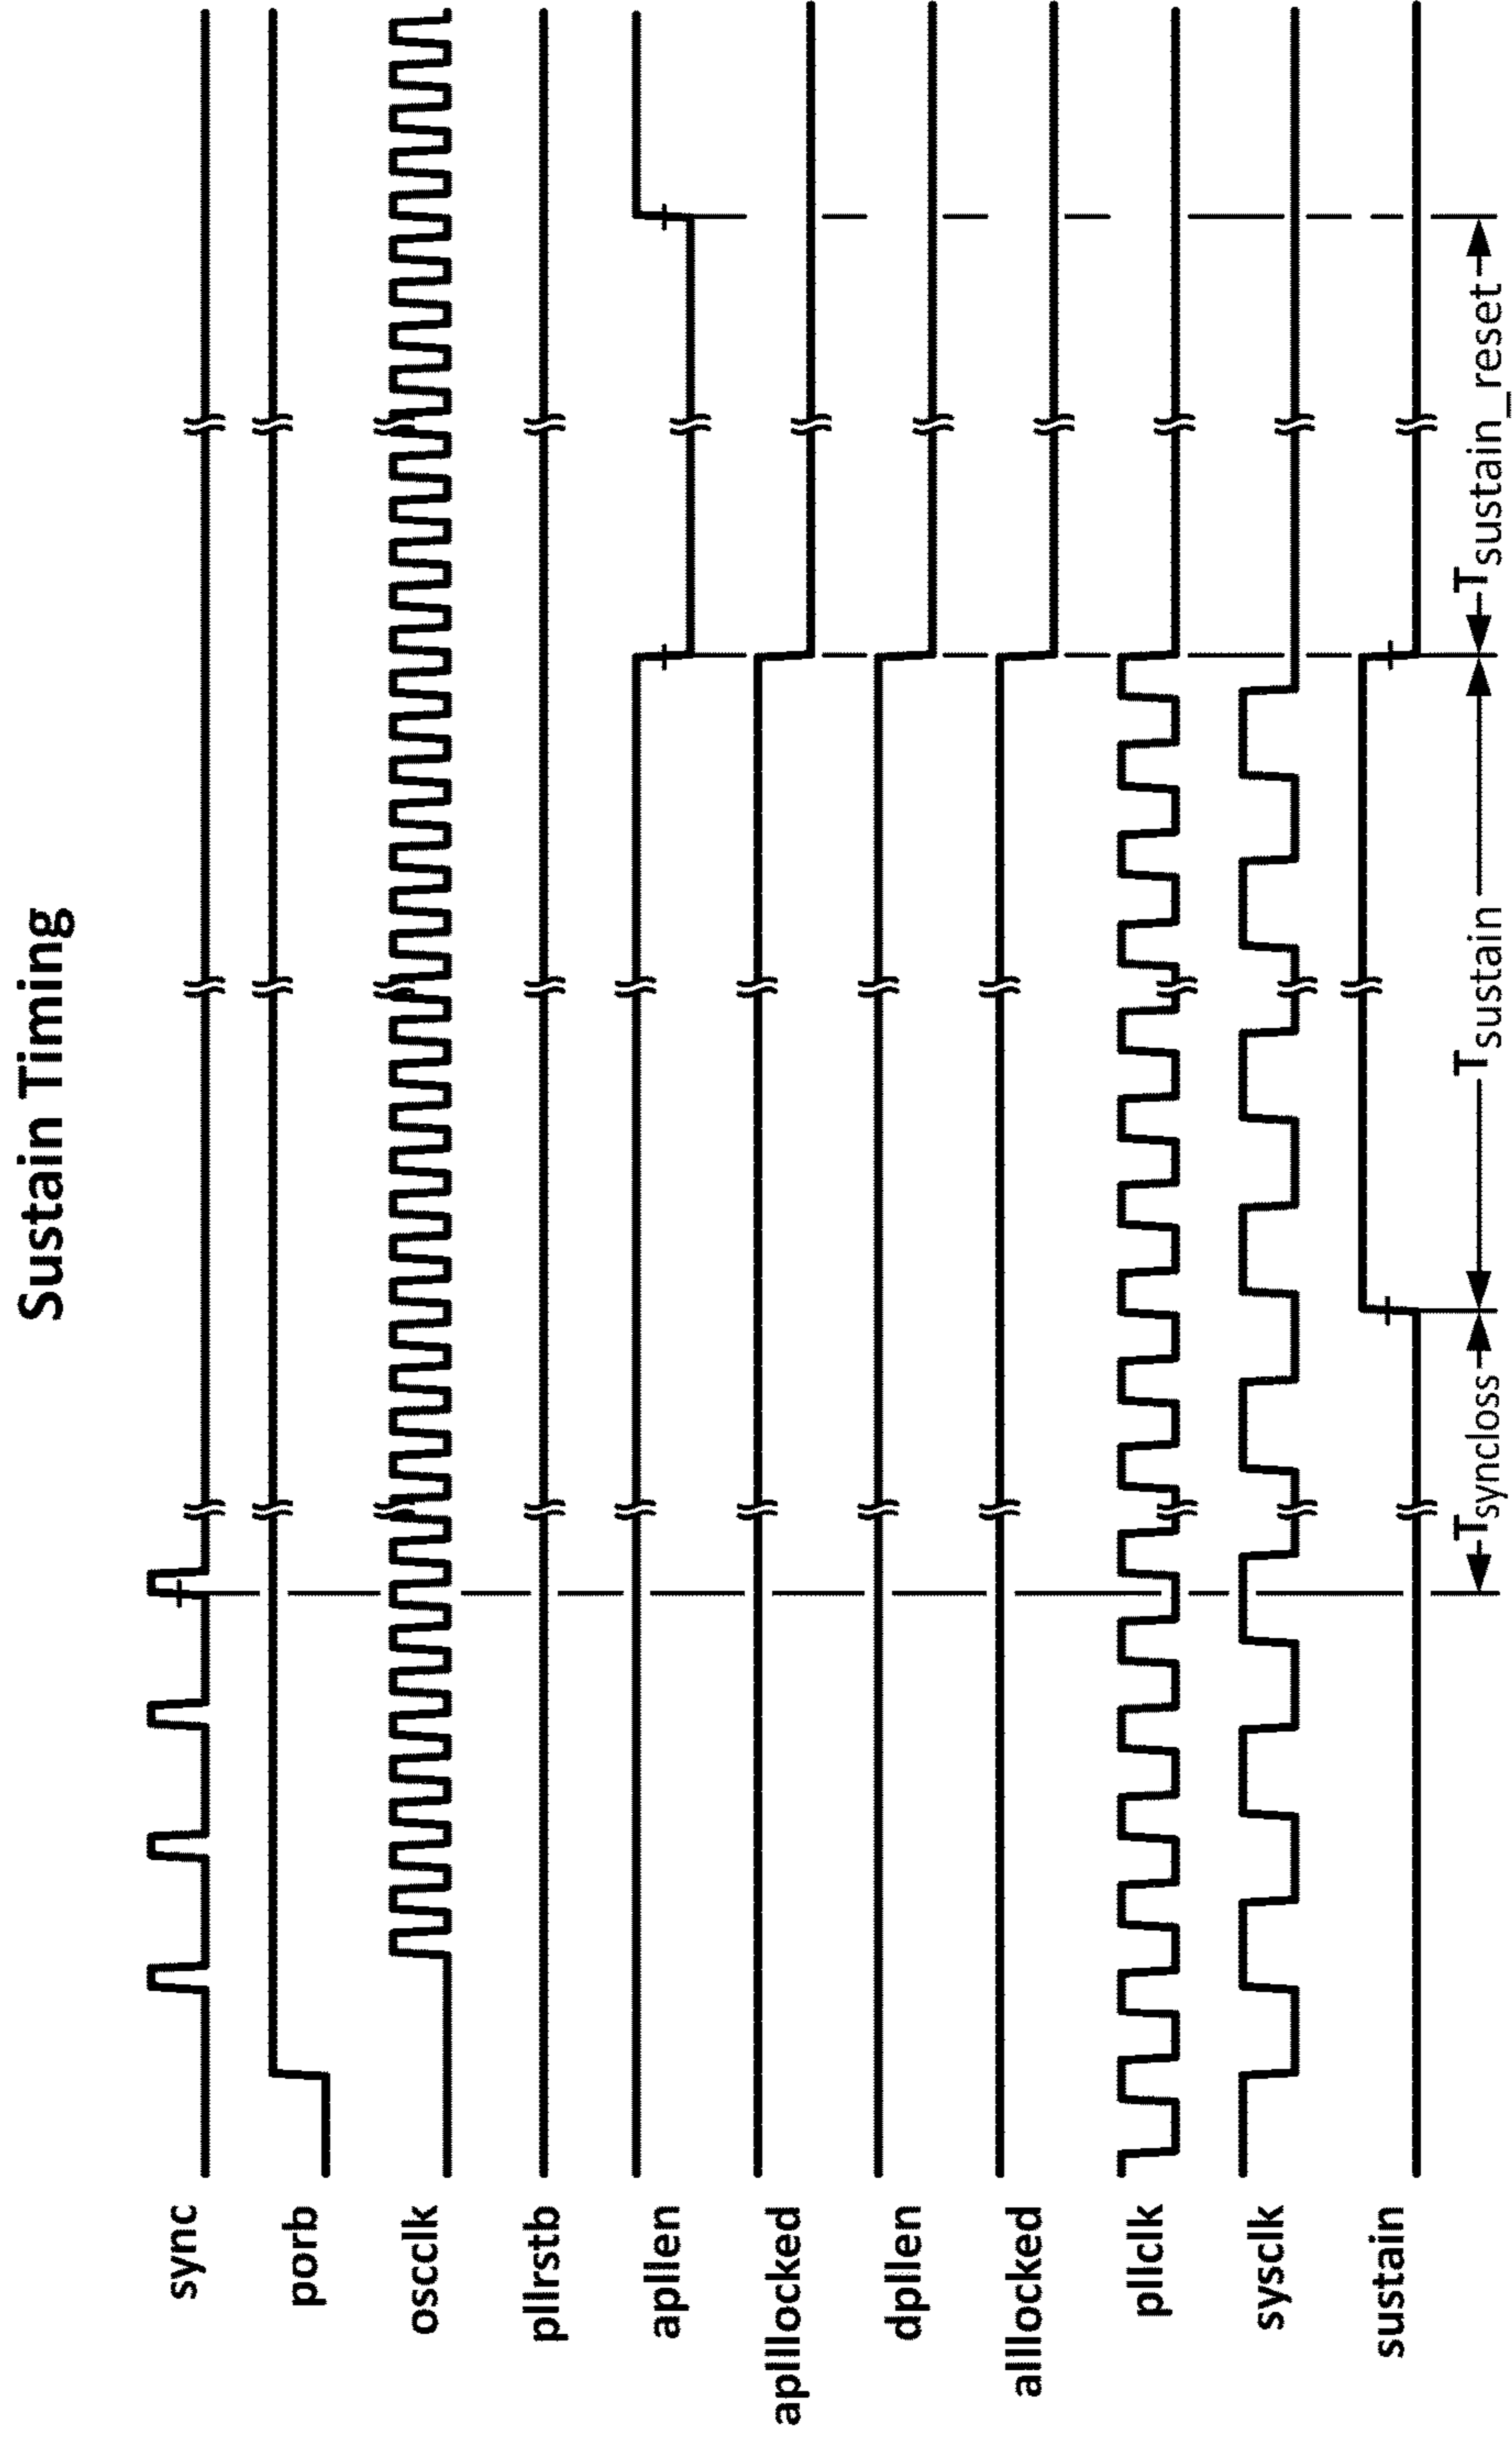 Sustain Timing
sync
porb
oscclk
pllrstb
apllen
aplllocked
dpllen
alllocked
pllclk
sysclk
sustain
Tsyncloss
Tsustain
Tsustain_reset